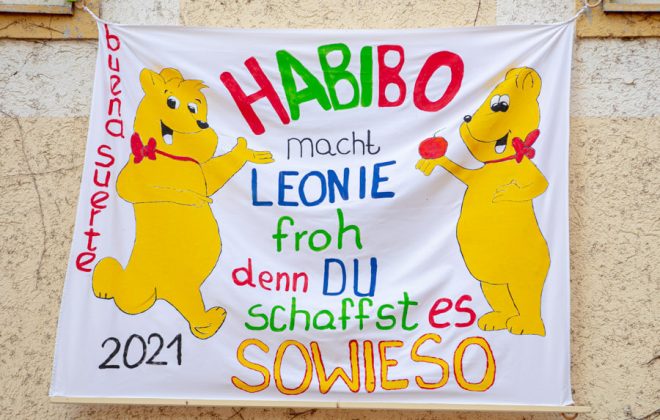 buena suerte
HABIBO
macht
LEONIE
froh
denn DU
schaffst es
SOWIESO
2021